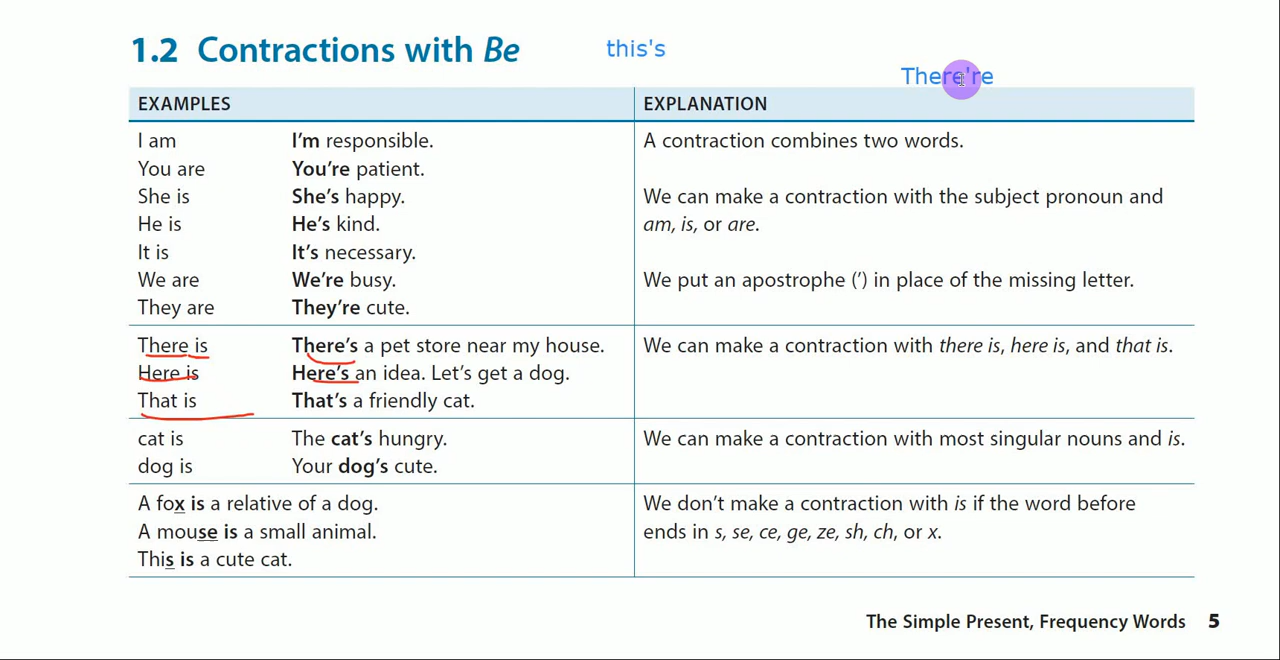 1.2 Contractions with Be
this's
There're
EXAMPLES
EXPLANATION
I am I'm responsible.
A contraction combines two words.
You are You're patient.
She is She's happy.
We can make a contraction with the subject pronoun and
He is He's kind.
am, is, or are.
It is It's necessary.
We are We're busy.
We put an apostrophe (') in place of the missing letter.
They are They're cute.
There is There's a pet store near my house.
We can make a contraction with there is, here is, and that is.
Here is Here's an idea. Let's get a dog.
That is That's a friendly cat.
cat is The cat's hungry.
We can make a contraction with most singular nouns and is.
dog is Your dog's cute.
A fox is a relative of a dog.
We don't make a contraction with is if the word before
A mouse is a small animal.
ends in s, se, ce, ge, ze, sh, ch, or x.
This is a cute cat.
The Simple Present, Frequency Words 5